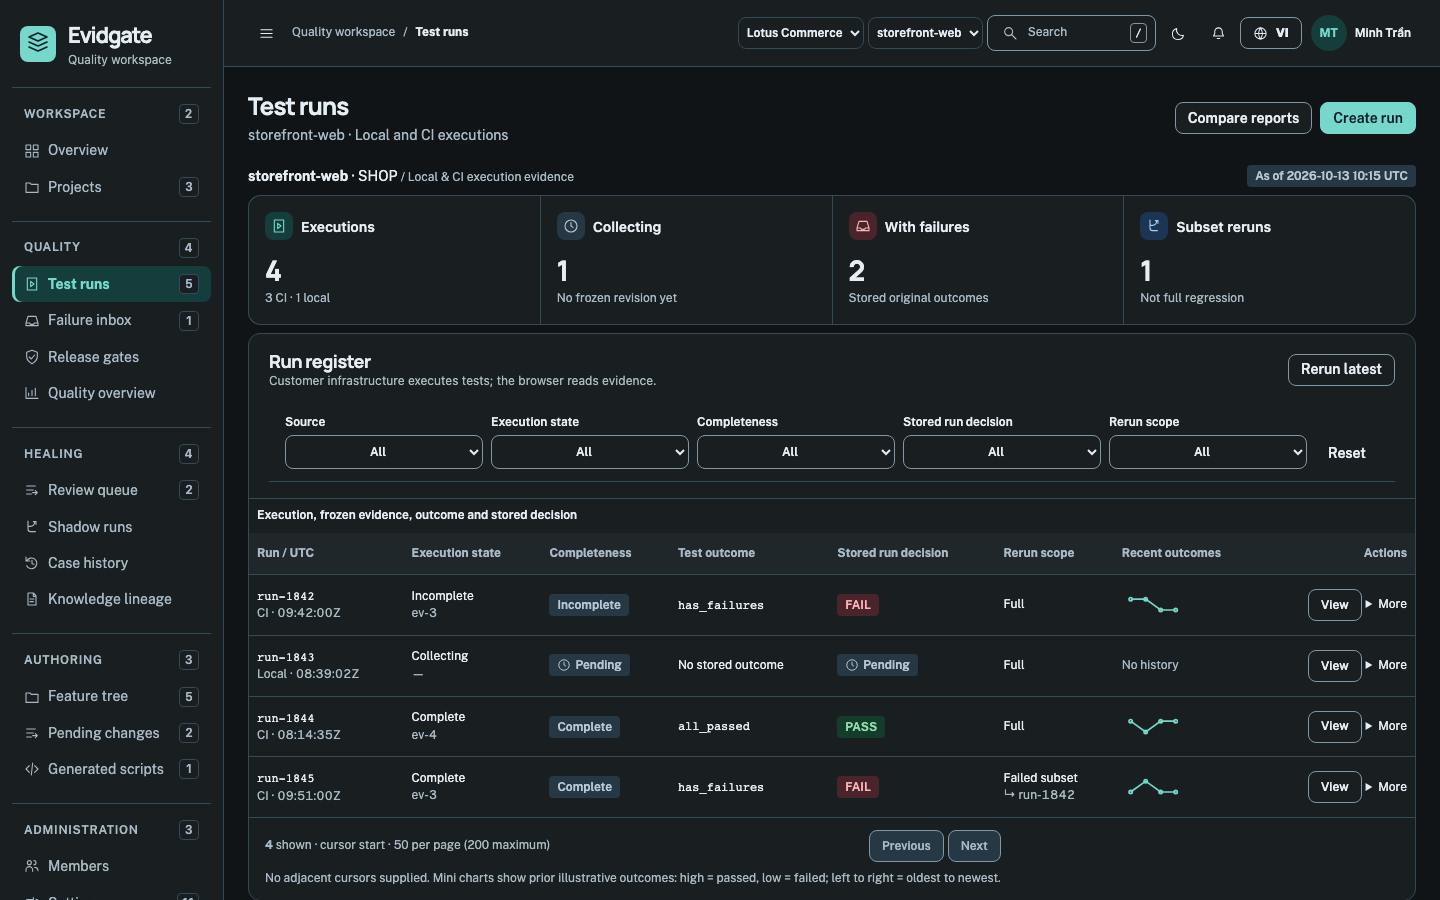 Evidgate
Quality workspace
WORKSPACE 2
Overview
Projects 3
QUALITY 4
Test runs 5
Failure inbox 1
Release gates
Quality overview
HEALING 4
Review queue 2
Shadow runs
Case history
Knowledge lineage
AUTHORING 3
Feature tree 5
Pending changes 2
Generated scripts 1
ADMINISTRATION 3
Members
Quality workspace / Test runs
Lotus Commerce storefront-web Search / VI MT Minh Trần
Test runs
storefront-web · Local and CI executions
Compare reports Create run
storefront-web · SHOP / Local & CI execution evidence
As of 2026-10-13 10:15 UTC
Executions
4
3 CI · 1 local
Collecting
1
No frozen revision yet
With failures
2
Stored original outcomes
Subset reruns
1
Not full regression
Run register
Customer infrastructure executes tests; the browser reads evidence.
Rerun latest
Source Execution state Completeness Stored run decision Rerun scope
All All All All All Reset
Execution, frozen evidence, outcome and stored decision
Run / UTC Execution state Completeness Test outcome Stored run decision Rerun scope Recent outcomes Actions
run-1842 Incomplete Incomplete has_failures FAIL Full View More
CI · 09:42:00Z ev-3
run-1843 Collecting Pending No stored outcome Pending Full No history View More
Local · 08:39:02Z —
run-1844 Complete Complete all_passed PASS Full View More
CI · 08:14:35Z ev-4
run-1845 Complete Complete has_failures FAIL Failed subset View More
CI · 09:51:00Z ev-3 ↳ run-1842
4 shown · cursor start · 50 per page (200 maximum)
Previous Next
No adjacent cursors supplied. Mini charts show prior illustrative outcomes: high = passed, low = failed; left to right = oldest to newest.